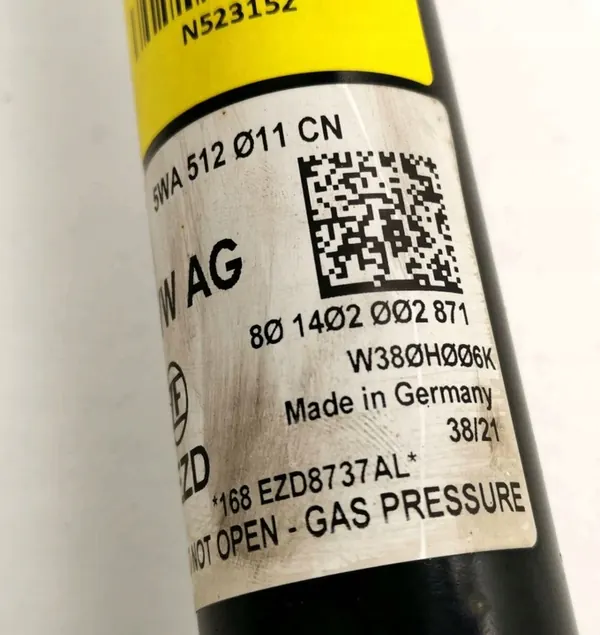 N523152
5WA 512 Ø11 CN
W AG
8Ø 14Ø2 ØØ2 871
W38ØHØØ6K
Made in Germany
38/21
F
ZD
*168 EZD8737AL*
NOT OPEN - GAS PRESSURE